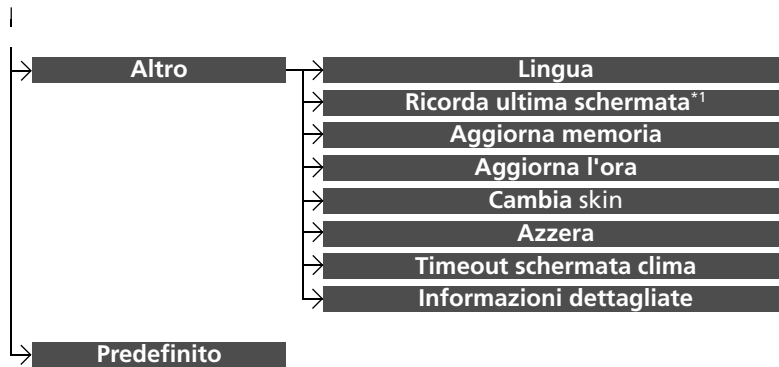 Altro
Lingua
Ricorda ultima schermata*1
Aggiorna memoria
Aggiorna l'ora
Cambia skin
Azzera
Timeout schermata clima
Informazioni dettagliate
Predefinito